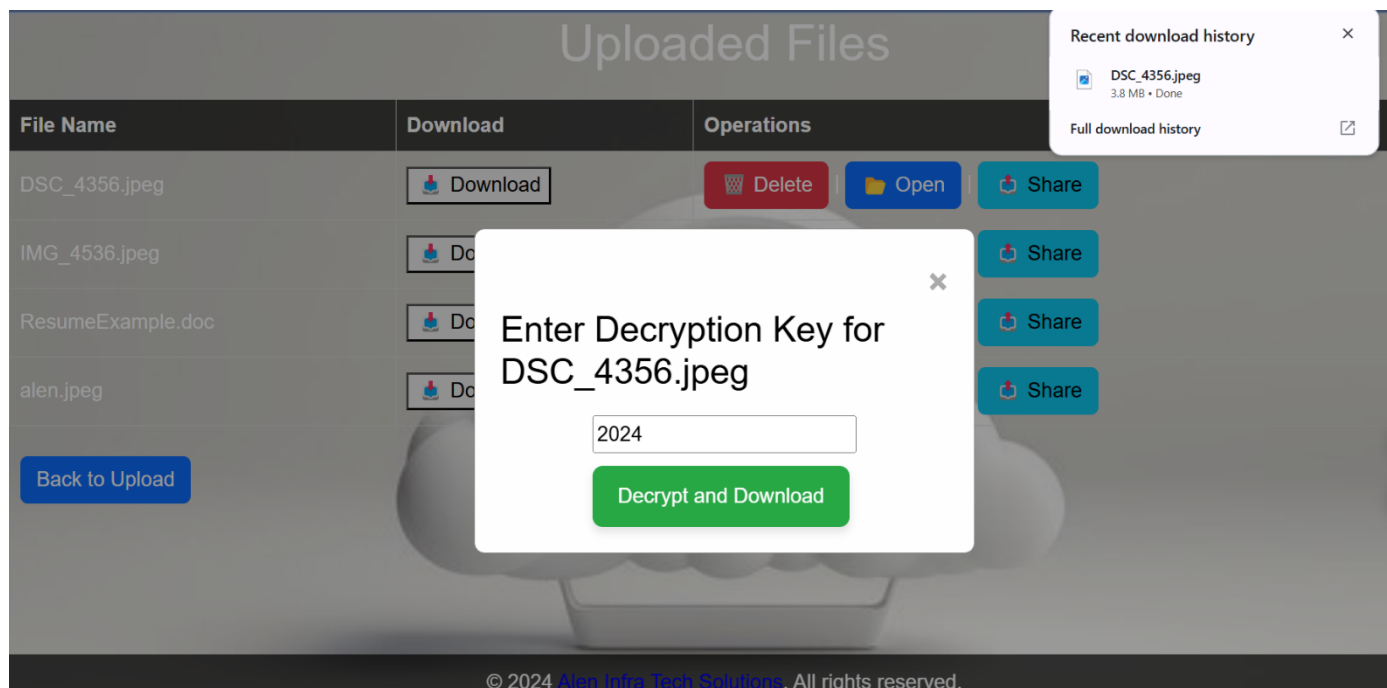 Uploaded Files
Recent download history
DSC_4356.jpeg
3.8 MB • Done
Full download history
File Name Download Operations
DSC_4356.jpeg Download Delete | Open | Share
IMG_4536.jpeg Do Share
ResumeExample.doc Do Share
alen.jpeg Do Share
Enter Decryption Key for
DSC_4356.jpeg
2024
Decrypt and Download
Back to Upload
© 2024 Alen Infra Tech Solutions. All rights reserved.